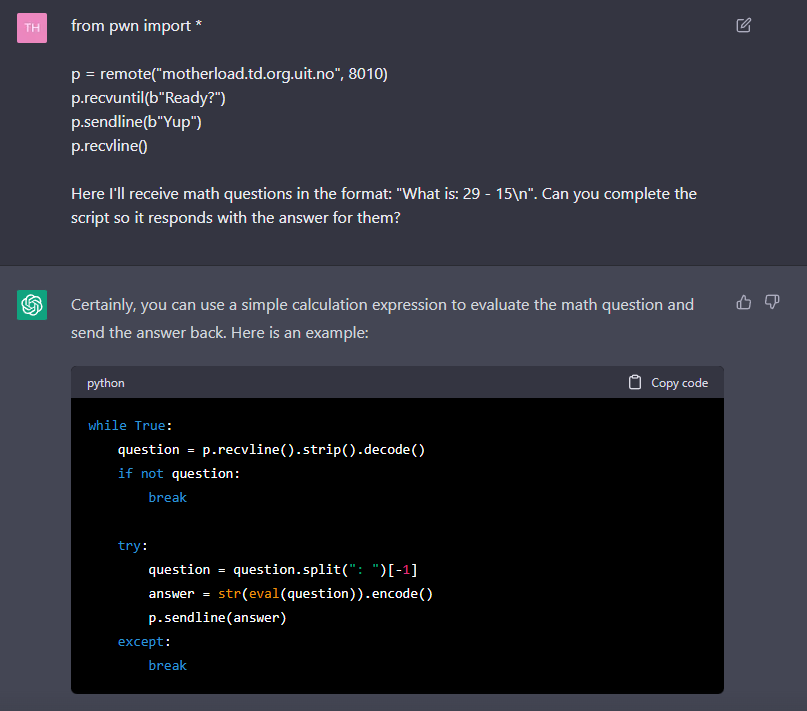 TH
from pwn import *
p = remote("motherload.td.org.uit.no", 8010)
p.recvuntil(b"Ready?")
p.sendline(b"Yup")
p.recvline()
Here I'll receive math questions in the format: "What is: 29 - 15\n". Can you complete the
script so it responds with the answer for them?
Certainly, you can use a simple calculation expression to evaluate the math question and
send the answer back. Here is an example:
python
Copy code
while True:
    question = p.recvline().strip().decode()
    if not question:
        break

    try:
        question = question.split(": ")[-1]
        answer = str(eval(question)).encode()
        p.sendline(answer)
    except:
        break